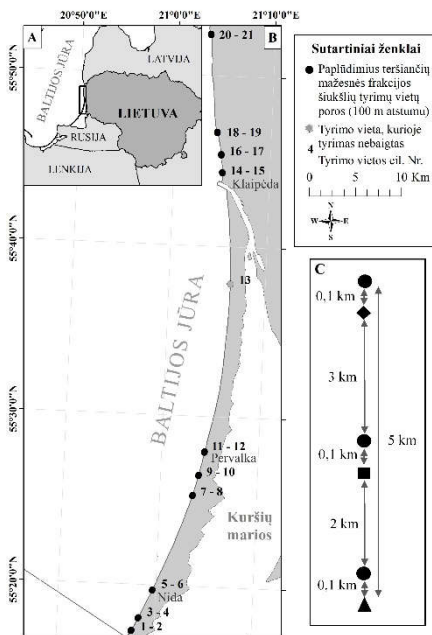 20°50'0"E
21°0'0"E
21°10'0"E
A
B
LATVIJA
BALTIJOS JŪRA
LIETUVA
RUSIJA
LENKIJA
55°50'0"N
55°40'0"N
55°30'0"N
55°20'0"N
BALTIJOS JŪRA
20 - 21
18 - 19
16 - 17
14 - 15
Klaipėda
13
11 - 12
Pervalka
9 - 10
7 - 8
Kuršių
marios
5 - 6
Nida
3 - 4
1 - 2
Sutartiniai ženklai
Paplūdimius teršiančių
mažesnės frakcijos
šiukšlių tyrimų vietų
poros (100 m atstumu)
Tyrimo vieta, kurioje
tyrimas nebaigtas
4 Tyrimo vietos eil. Nr.
0 5 10 Km
N
W E
S
C
0,1 km
3 km
5 km
0,1 km
2 km
0,1 km